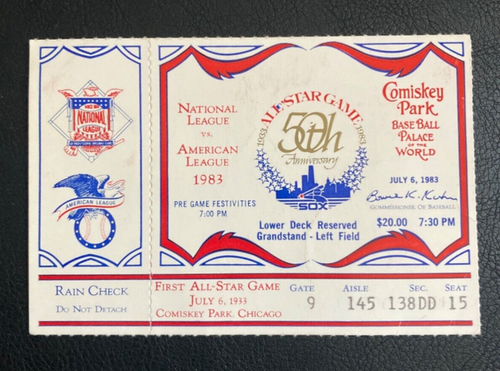 NATIONAL
LEAGUE
AMERICAN LEAGUE
RAIN CHECK
DO NOT DETACH
NATIONAL
LEAGUE
VS.
AMERICAN
LEAGUE
1983
PRE GAME FESTIVITIES
7:00 PM
1933 ALL-STAR GAME 1983
50th
Anniversary
SOX
Lower Deck Reserved
Grandstand - Left Field
Comiskey
Park
BASE BALL
PALACE
OF THE
WORLD
JULY 6, 1983
Bowie K. Kuhn
COMMISSIONER OF BASEBALL
$20.00 7:30 PM
FIRST ALL-STAR GAME
JULY 6, 1933
COMISKEY PARK, CHICAGO
GATE AISLE SEC. SEAT
9 145 138DD 15